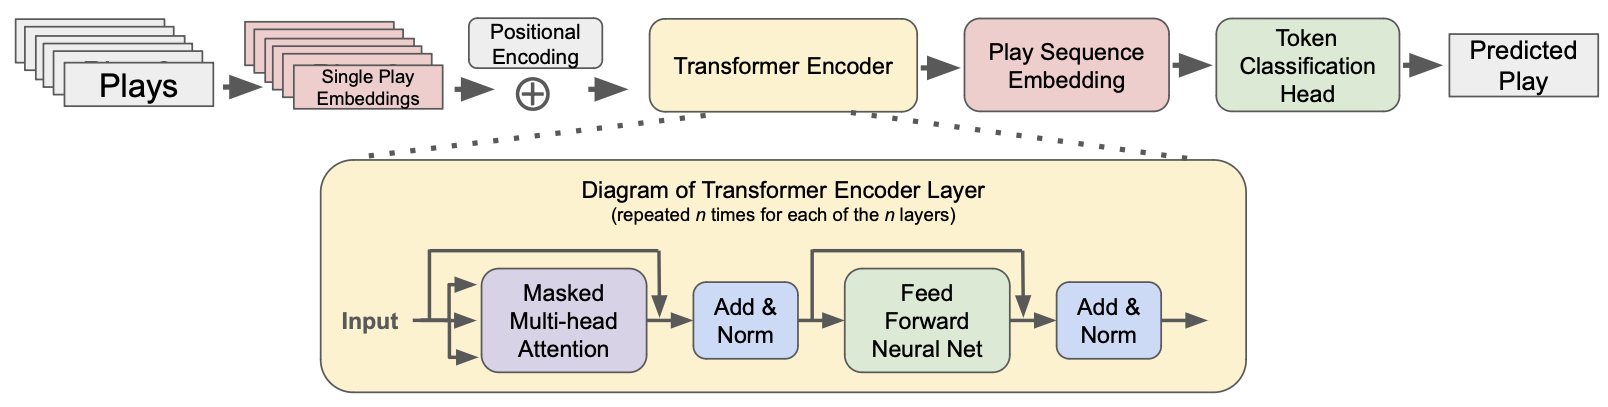 Plays
Single Play
Embeddings
Positional
Encoding
Transformer Encoder
Play Sequence
Embedding
Token
Classification
Head
Predicted
Play
Diagram of Transformer Encoder Layer
(repeated n times for each of the n layers)
Input
Masked
Multi-head
Attention
Add &
Norm
Feed
Forward
Neural Net
Add &
Norm